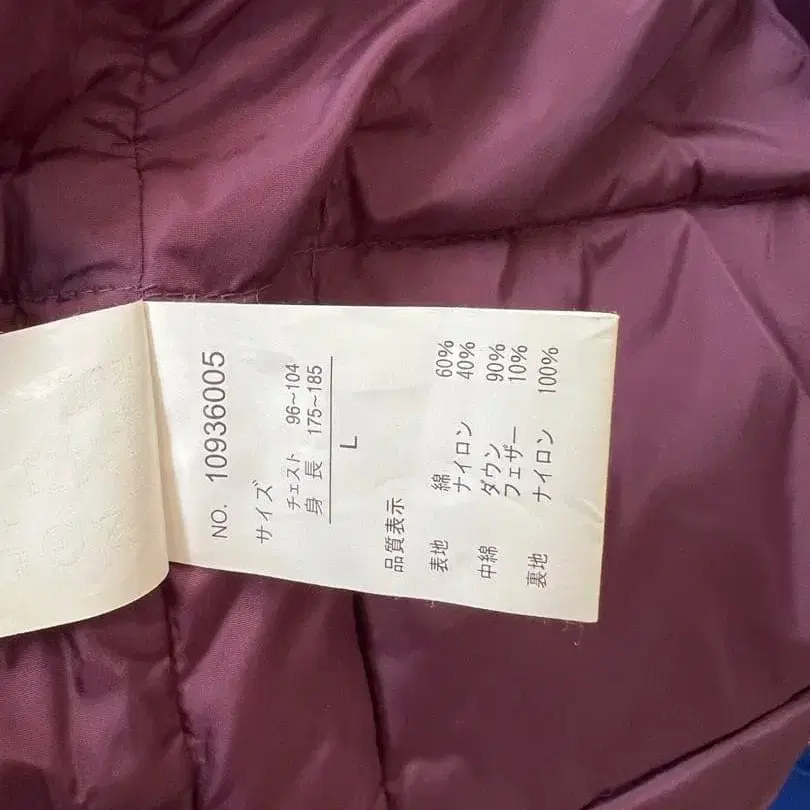 NO. 10936005
サイズ
チェスト 96~104
身長 175~185
L
品質表示
表地 綿 60%
ナイロン 40%
中綿 ダウン 90%
フェザー 10%
裏地 ナイロン 100%